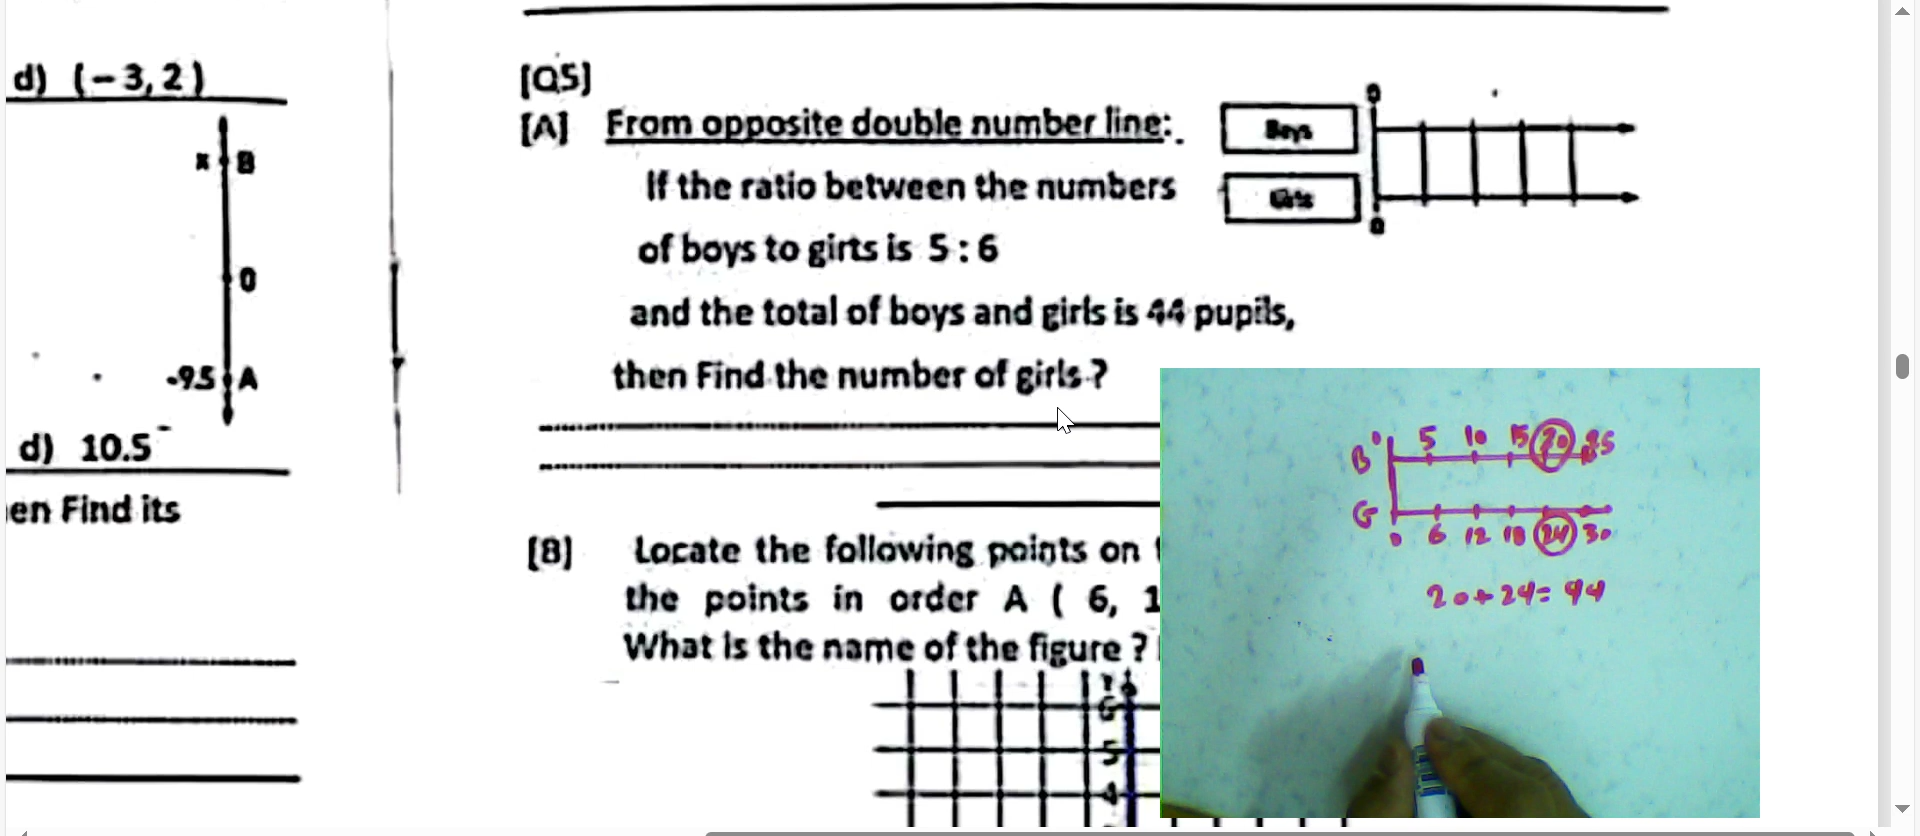 d) (-3, 2)
x B
0
-9.5 A
d) 10.5
en Find its
[Q5]
[A] From opposite double number line:
If the ratio between the numbers
of boys to girts is 5 : 6
and the total of boys and girls is 44 pupils,
then Find the number of girls ?
0
Boys
Girls
0
[B] Locate the following points on
the points in order A ( 6, 1
What is the name of the figure ?
6
5
4
B 0 5 10 15 20 25
G
0 6 12 18 24 30
20 + 24 = 44